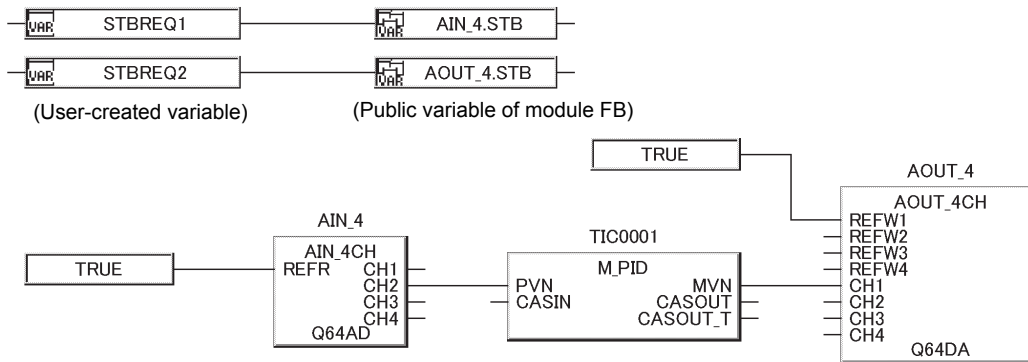 VAR STBREQ1 VAR AIN_4.STB
VAR STBREQ2 VAR AOUT_4.STB
(User-created variable) (Public variable of module FB)
TRUE
AOUT_4
AOUT_4CH
REFW1
REFW2
REFW3
REFW4
CH1
CH2
CH3
CH4
Q64DA
AIN_4
AIN_4CH
TRUE
REFR CH1
CH2
CH3
CH4
Q64AD
TIC0001
M_PID
PVN MVN
CASIN CASOUT
CASOUT_T